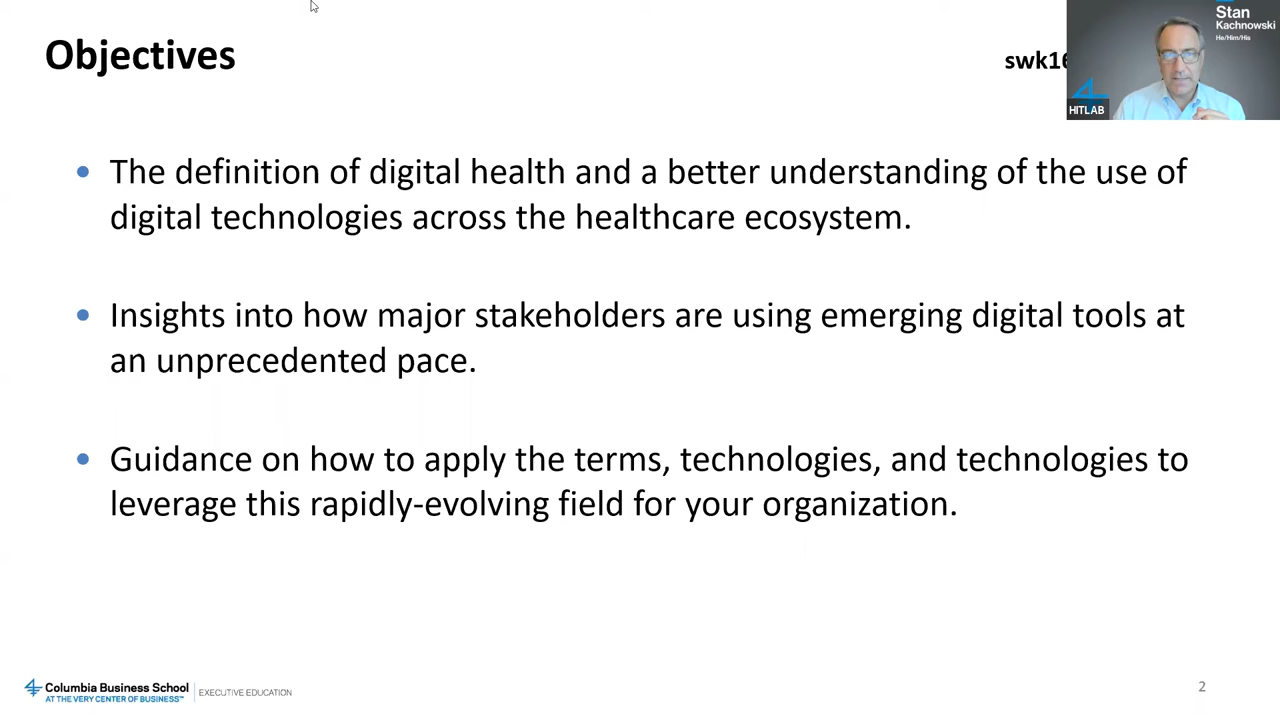 Objectives
swk16
Stan
Kachnowski
He/Him/His
HITLAB
• The definition of digital health and a better understanding of the use of
digital technologies across the healthcare ecosystem.
• Insights into how major stakeholders are using emerging digital tools at
an unprecedented pace.
• Guidance on how to apply the terms, technologies, and technologies to
leverage this rapidly-evolving field for your organization.
Columbia Business School
AT THE VERY CENTER OF BUSINESS™
EXECUTIVE EDUCATION
2